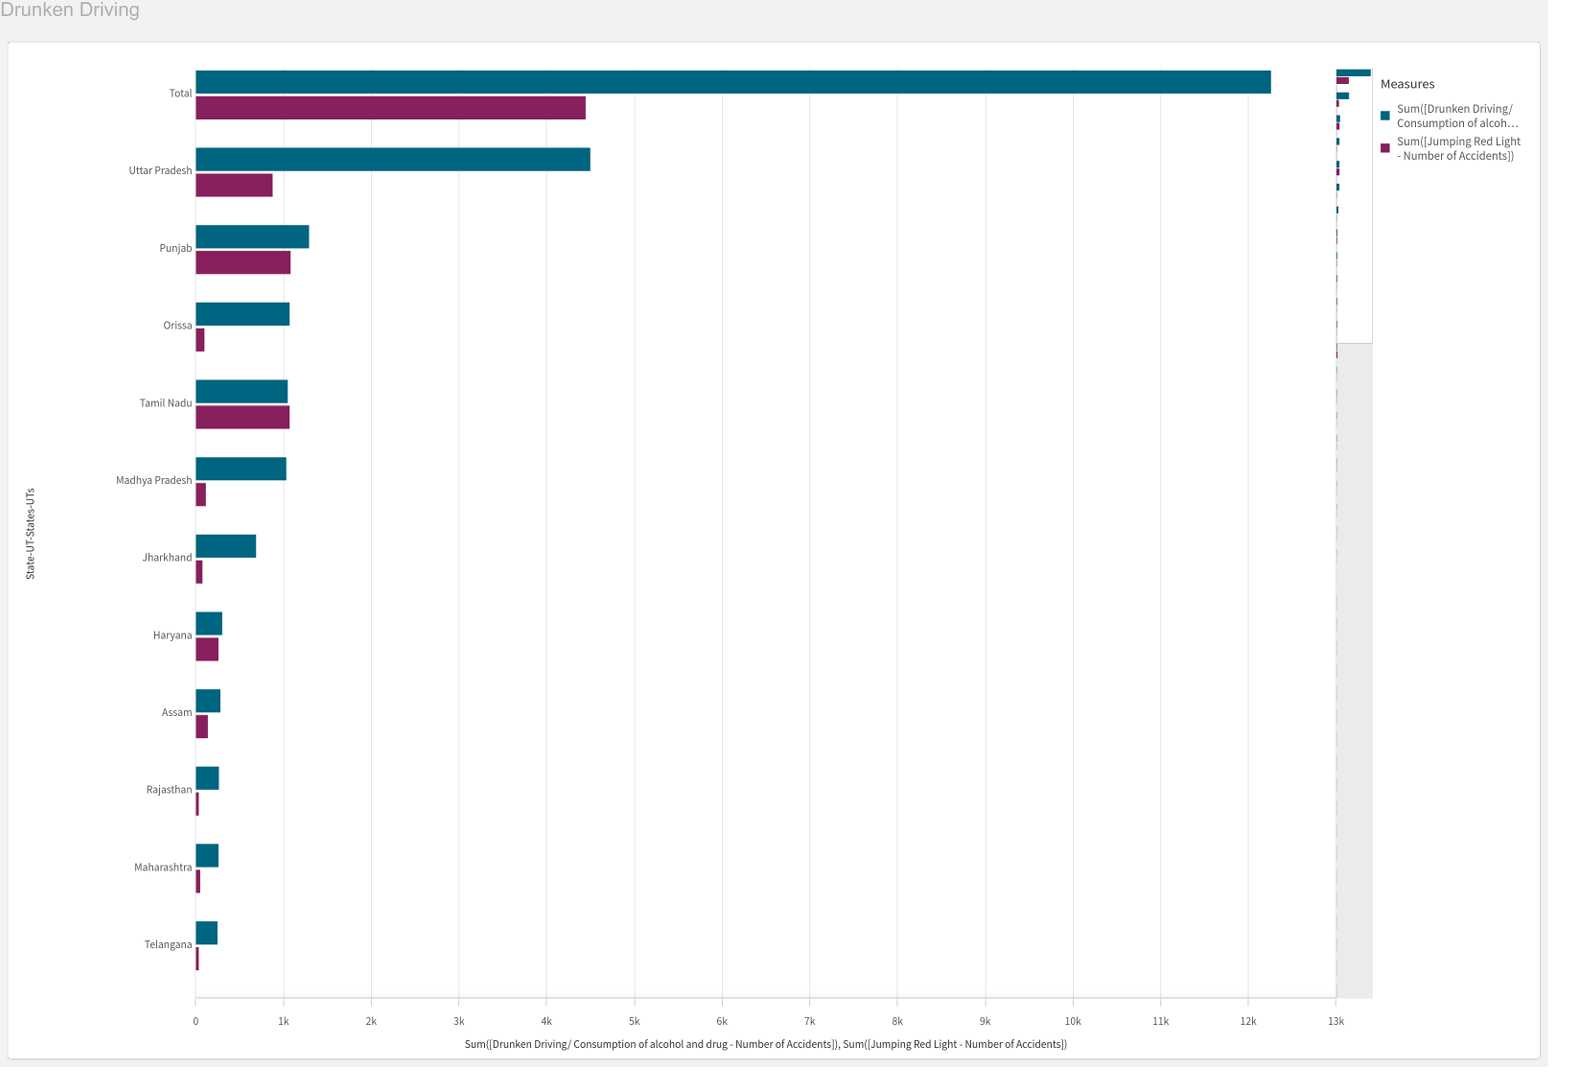 Drunken Driving
Measures
Sum([Drunken Driving/
Consumption of alcoh…
Sum([Jumping Red Light
- Number of Accidents])
State-UT-States-UTs
Total
Uttar Pradesh
Punjab
Orissa
Tamil Nadu
Madhya Pradesh
Jharkhand
Haryana
Assam
Rajasthan
Maharashtra
Telangana
0 1k 2k 3k 4k 5k 6k 7k 8k 9k 10k 11k 12k 13k
Sum([Drunken Driving/ Consumption of alcohol and drug - Number of Accidents]), Sum([Jumping Red Light - Number of Accidents])